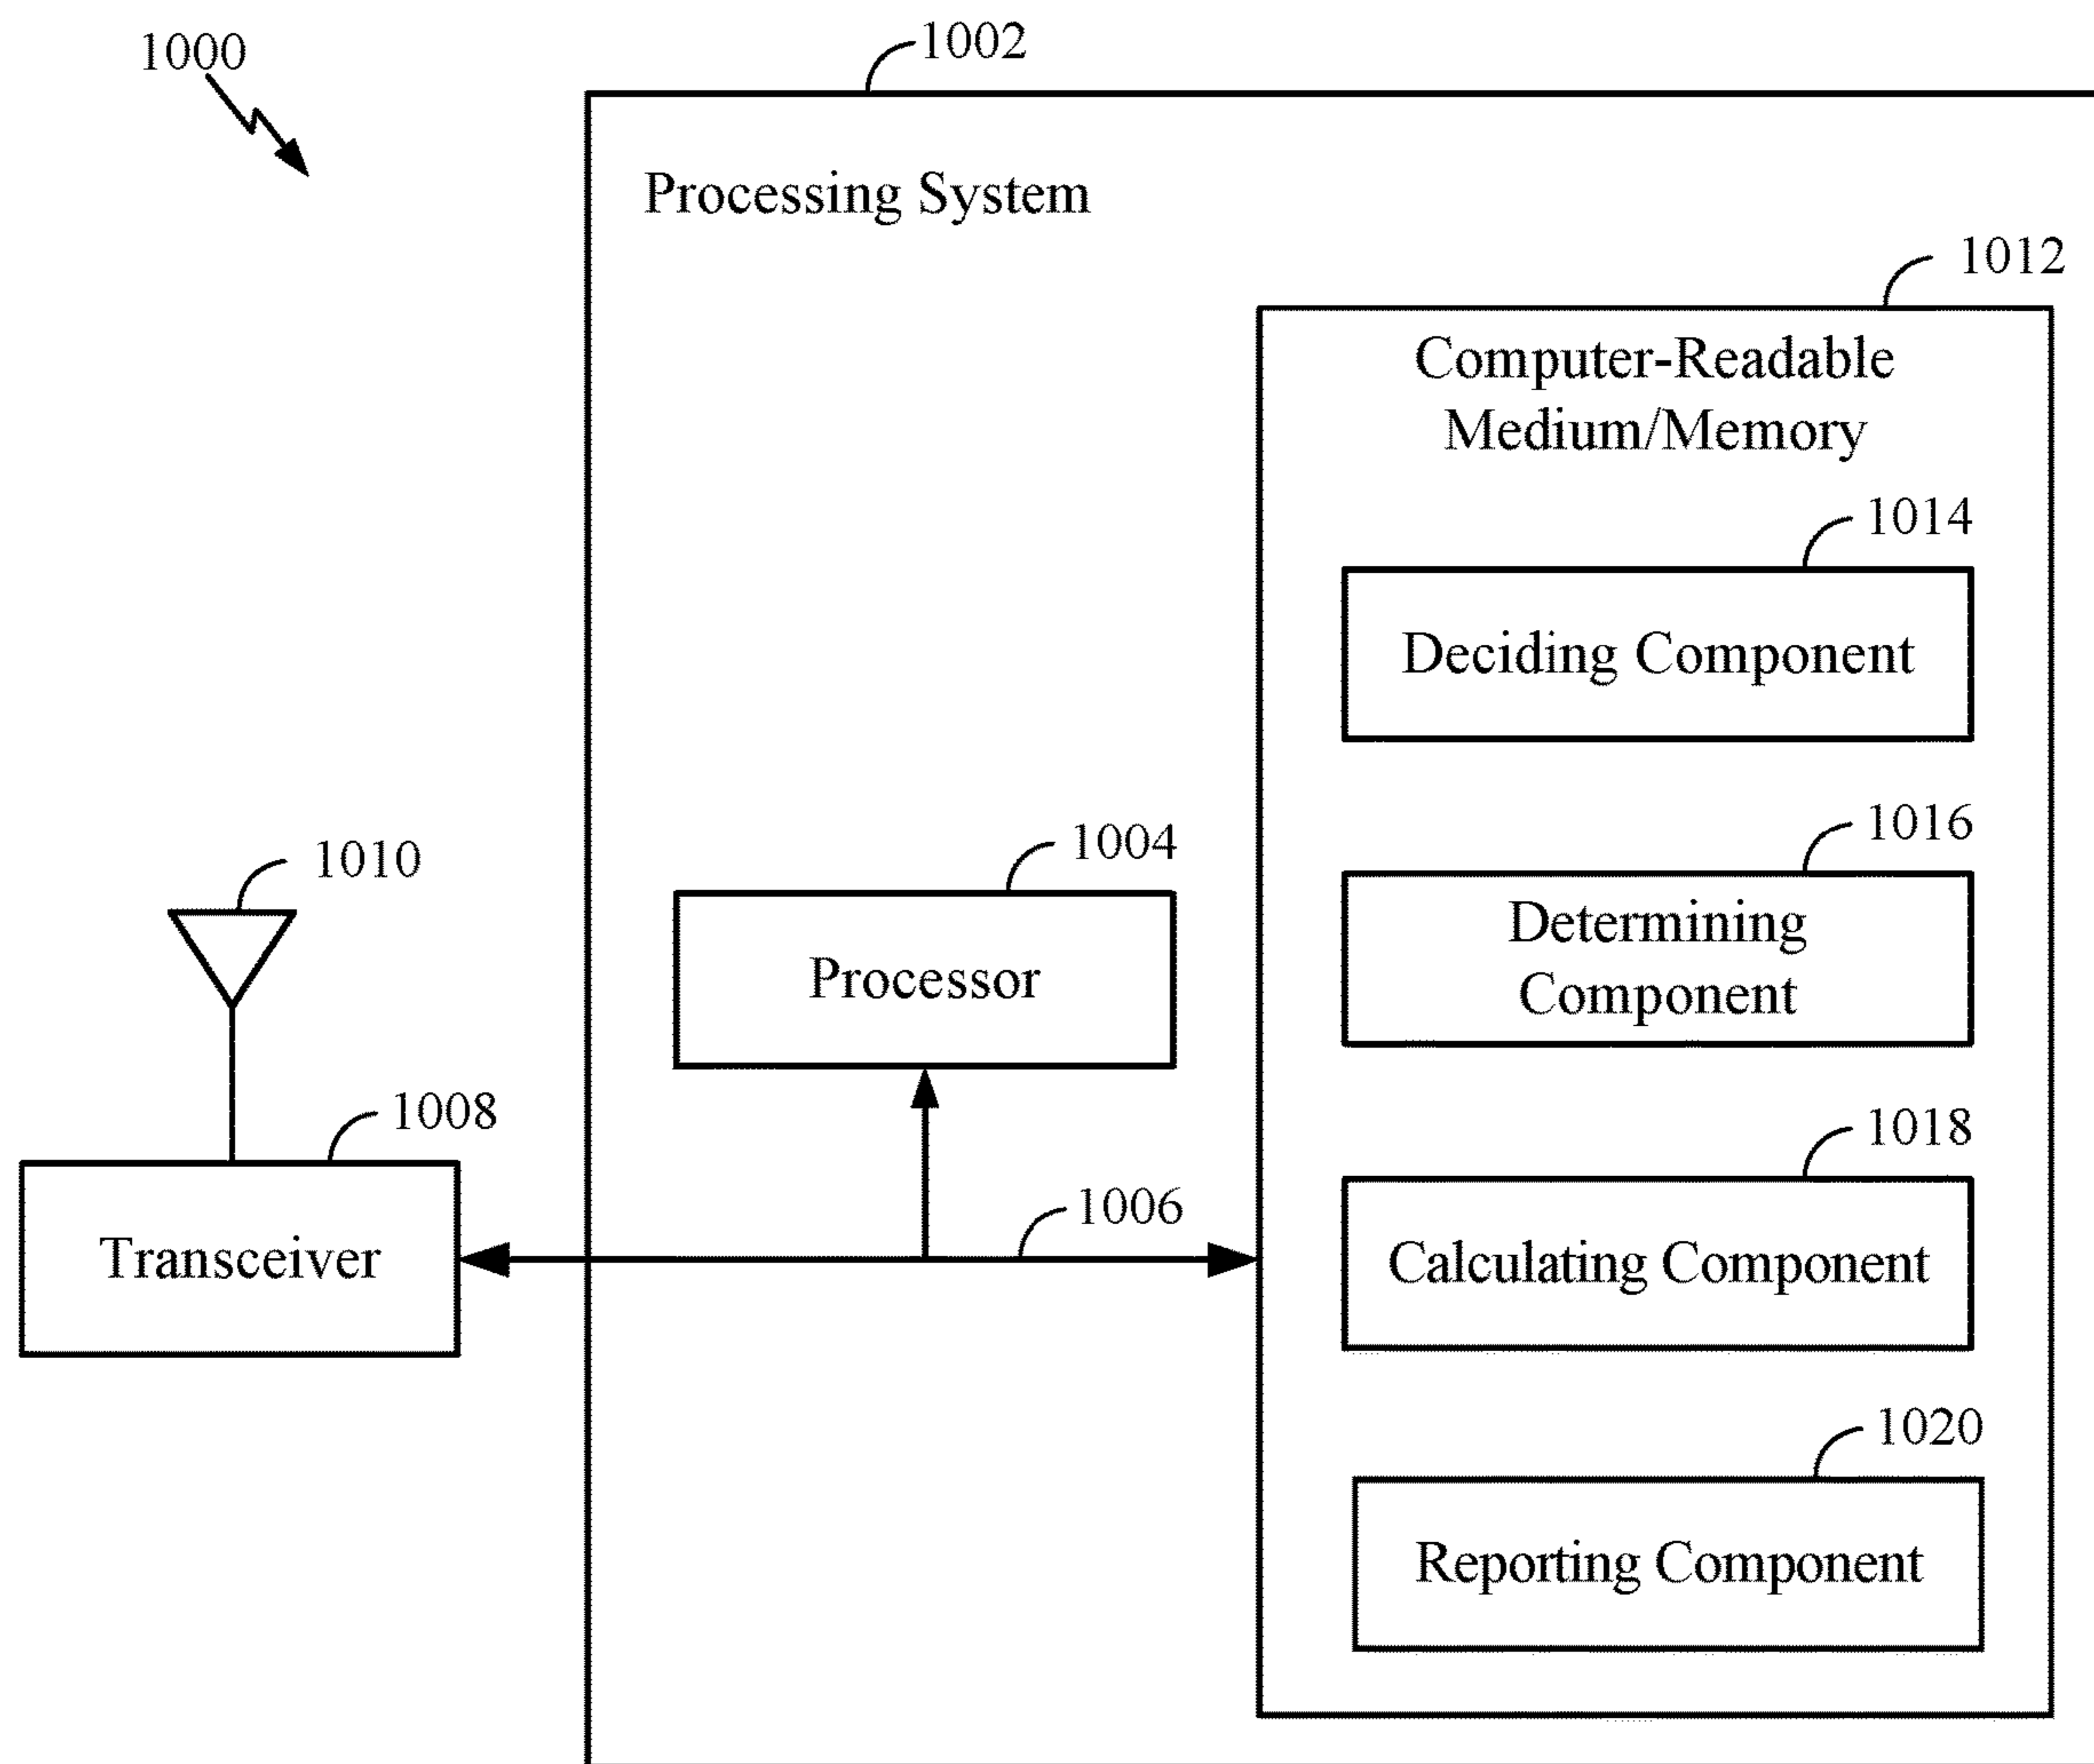 1000
1002
Processing System
1012
Computer-Readable
Medium/Memory
1014
Deciding Component
1016
Determining
Component
1004
Processor
1010
1008
Transceiver
1006
1018
Calculating Component
1020
Reporting Component